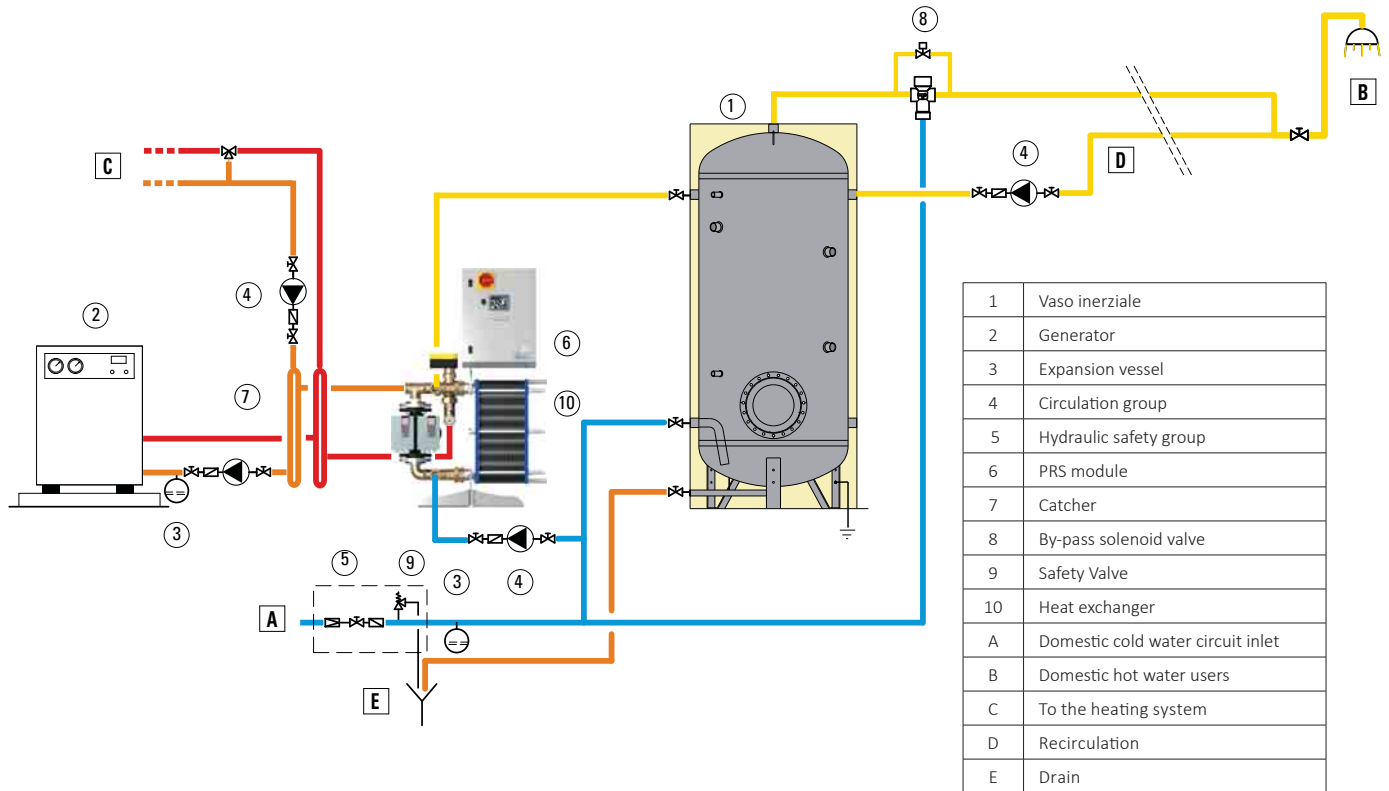 8
B
1
C
4
D
4
2
6
7
10
3
5
9
3
4
A
E
1 Vaso inerziale
2 Generator
3 Expansion vessel
4 Circulation group
5 Hydraulic safety group
6 PRS module
7 Catcher
8 By-pass solenoid valve
9 Safety Valve
10 Heat exchanger
A Domestic cold water circuit inlet
B Domestic hot water users
C To the heating system
D Recirculation
E Drain